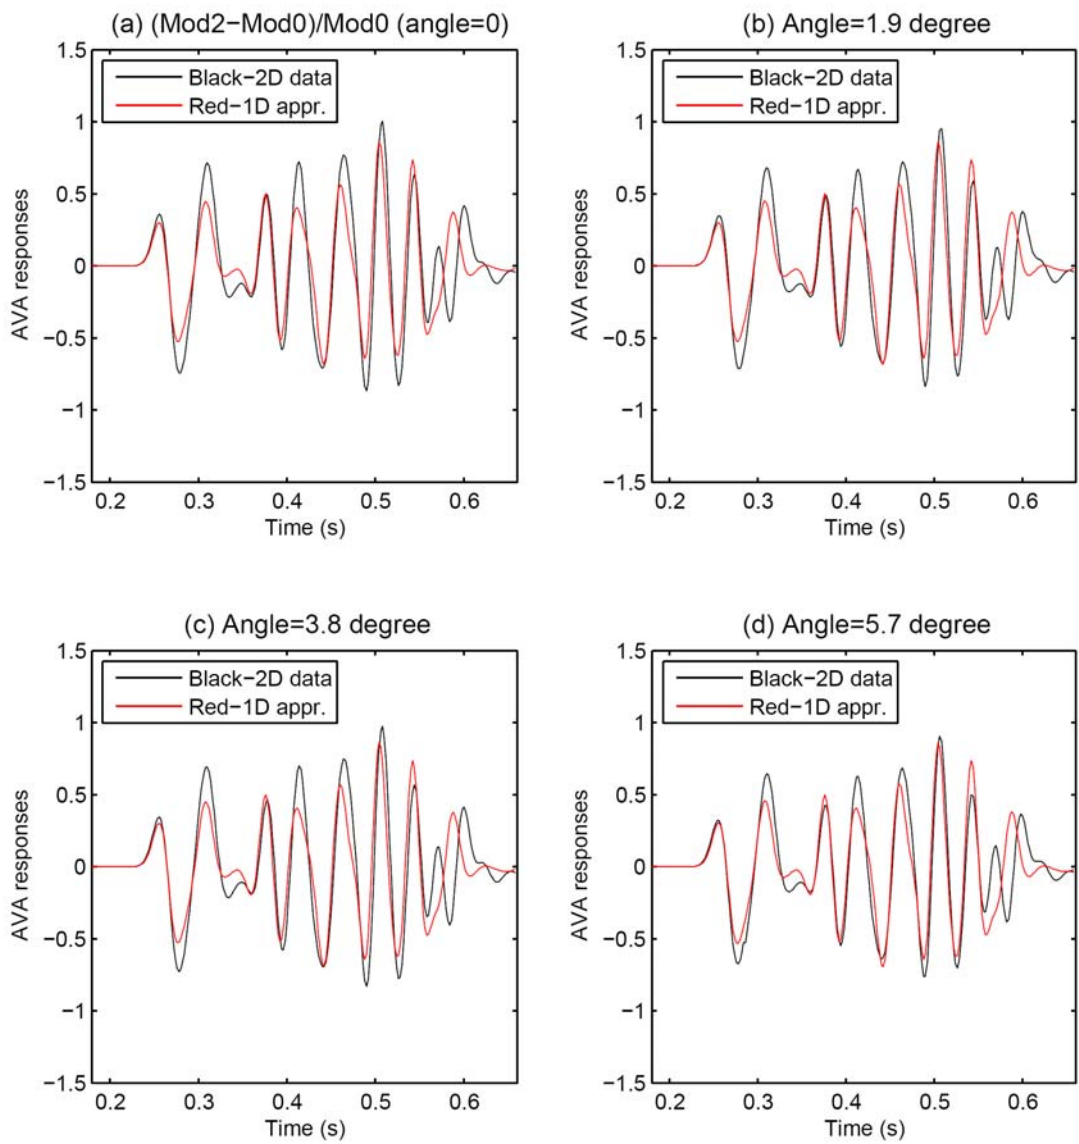 (a) (Mod2−Mod0)/Mod0 (angle=0)
1.5
1
0.5
0
−0.5
−1
−1.5
AVA responses
Black−2D data
Red−1D appr.
0.2 0.3 0.4 0.5 0.6
Time (s)
(b) Angle=1.9 degree
1.5
1
0.5
0
−0.5
−1
−1.5
AVA responses
Black−2D data
Red−1D appr.
0.2 0.3 0.4 0.5 0.6
Time (s)
(c) Angle=3.8 degree
1.5
1
0.5
0
−0.5
−1
−1.5
AVA responses
Black−2D data
Red−1D appr.
0.2 0.3 0.4 0.5 0.6
Time (s)
(d) Angle=5.7 degree
1.5
1
0.5
0
−0.5
−1
−1.5
AVA responses
Black−2D data
Red−1D appr.
0.2 0.3 0.4 0.5 0.6
Time (s)